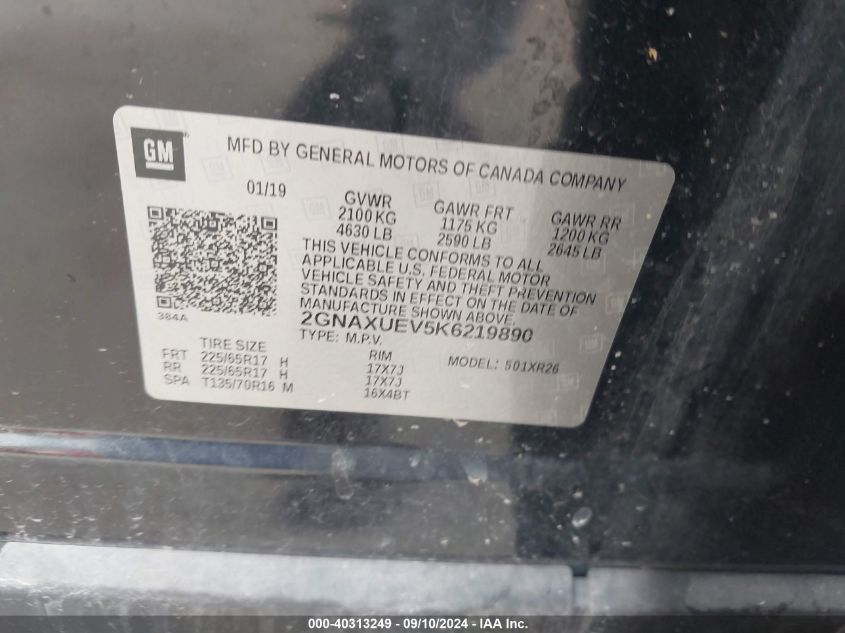 GM
MFD BY GENERAL MOTORS OF CANADA COMPANY
01/19
GVWR
2100 KG
4630 LB
GAWR FRT
1175 KG
2590 LB
GAWR RR
1200 KG
2645 LB
THIS VEHICLE CONFORMS TO ALL
APPLICABLE U.S. FEDERAL MOTOR
VEHICLE SAFETY AND THEFT PREVENTION
STANDARDS IN EFFECT ON THE DATE OF
MANUFACTURE SHOWN ABOVE.
384A
2GNAXUEV5K6219890
TYPE: M.P.V.
MODEL: 501XR26
TIRE SIZE RIM
FRT 225/65R17 H 17X7J
RR 225/65R17 H 17X7J
SPA T135/70R16 M 16X4BT
000-40313249 - 09/10/2024 - IAA Inc.